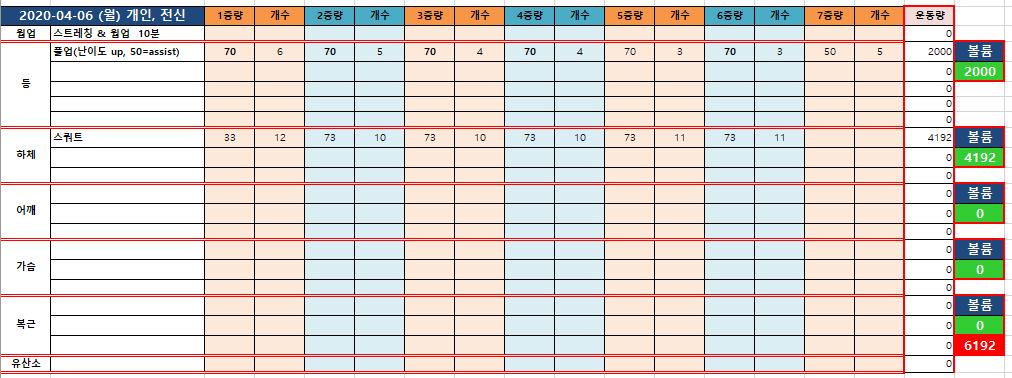 2020-04-06 (월) 개인, 전신 1중량 개수 2중량 개수 3중량 개수 4중량 개수 5중량 개수 6중량 개수 7중량 개수 운동량
웜업 스트레칭 & 웜업 10분 0
등 풀업(난이도 up, 50=assist) 70 6 70 5 70 4 70 4 70 3 70 3 50 5 2000 볼륨
0 2000
0
0
0
하체 스쿼트 33 12 73 10 73 10 73 10 73 11 73 11 4192 볼륨
0 4192
0
어깨 0 볼륨
0 0
0
가슴 0 볼륨
0 0
0
복근 0 볼륨
0 0
0 6192
유산소 0